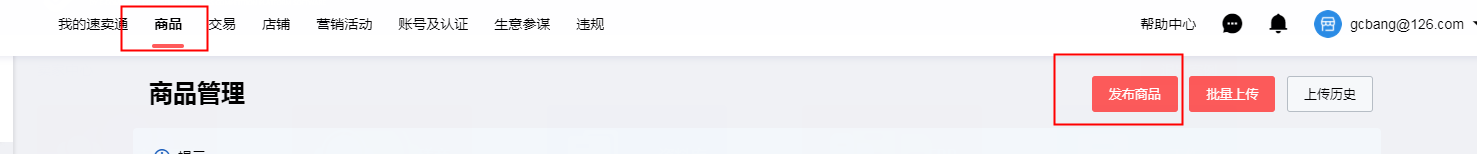 我的速卖通 商品 交易 店铺 营销活动 账号及认证 生意参谋 违规 帮助中心 gcbang@126.com
商品管理 发布商品 批量上传 上传历史